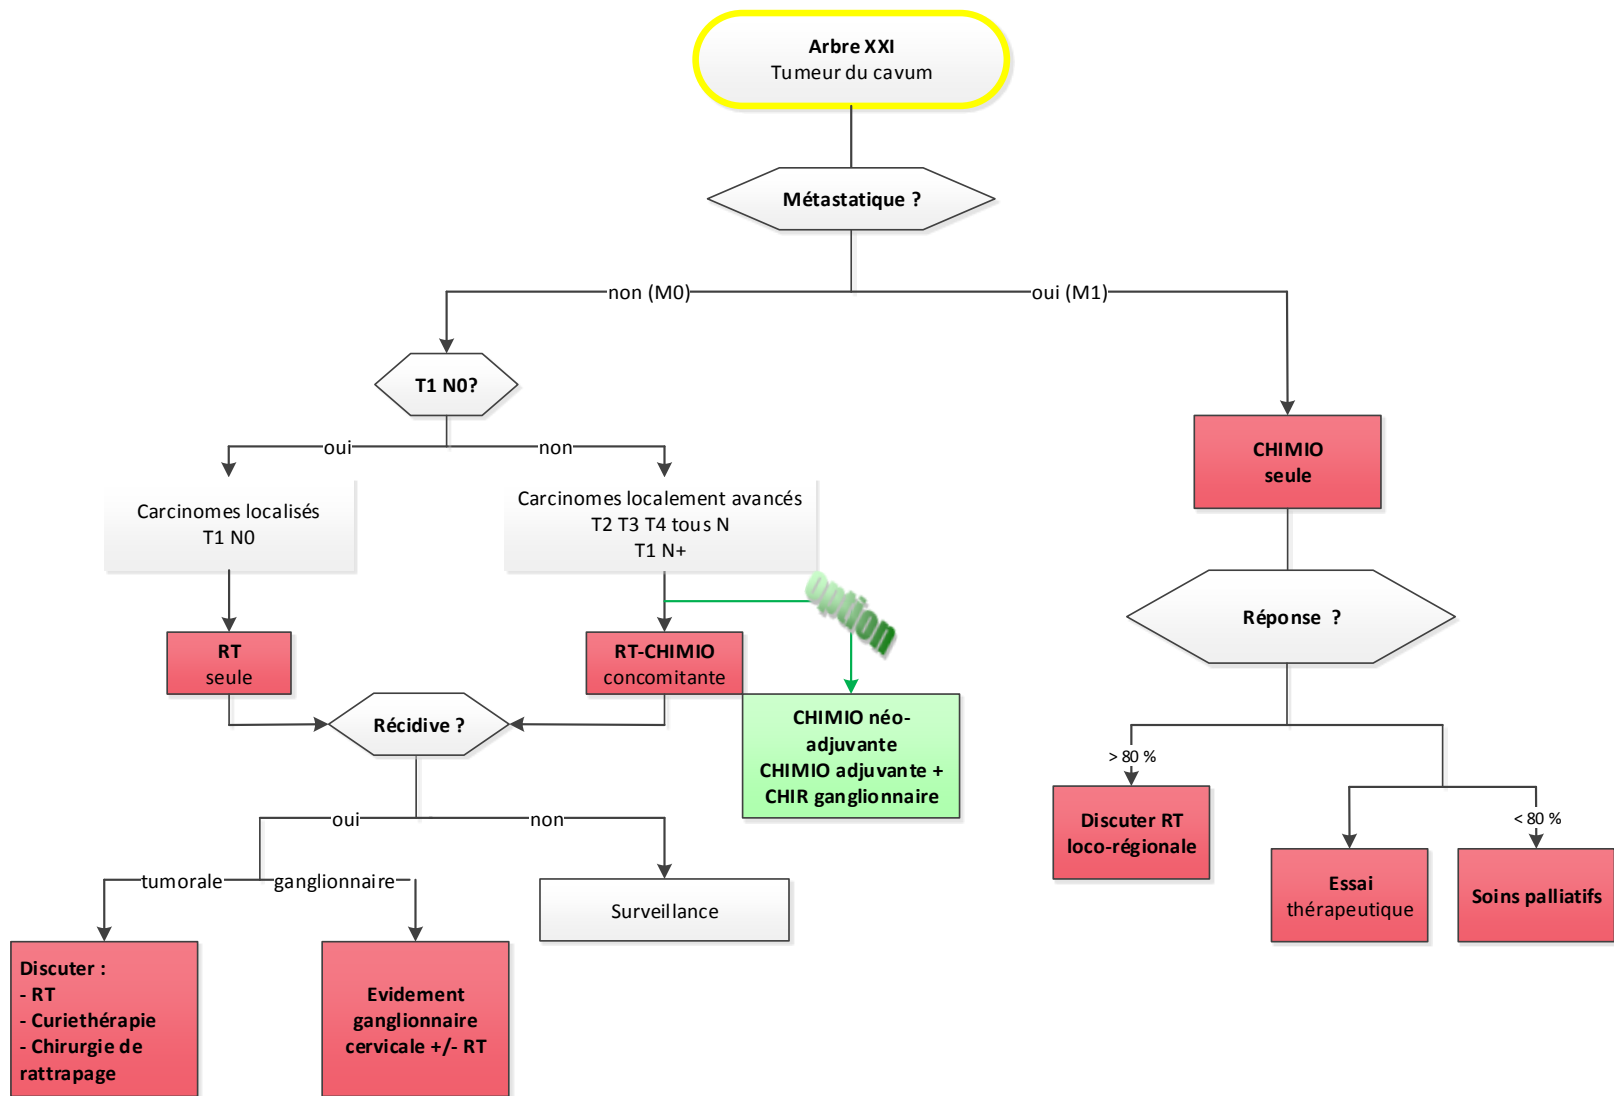 Arbre XXI
Tumeur du cavum
Métastatique ?
non (M0)
oui (M1)
T1 N0?
oui
non
Carcinomes localisés
T1 N0
Carcinomes localement avancés
T2 T3 T4 tous N
T1 N+
CHIMIO
seule
option
RT
seule
RT-CHIMIO
concomitante
Réponse ?
Récidive ?
CHIMIO néo-
adjuvante
CHIMIO adjuvante +
CHIR ganglionnaire
> 80 %
< 80 %
Discuter RT
loco-régionale
Essai
thérapeutique
Soins palliatifs
oui
non
tumorale
ganglionnaire
Surveillance
Discuter :
- RT
- Curiethérapie
- Chirurgie de
rattrapage
Evidement
ganglionnaire
cervicale +/- RT